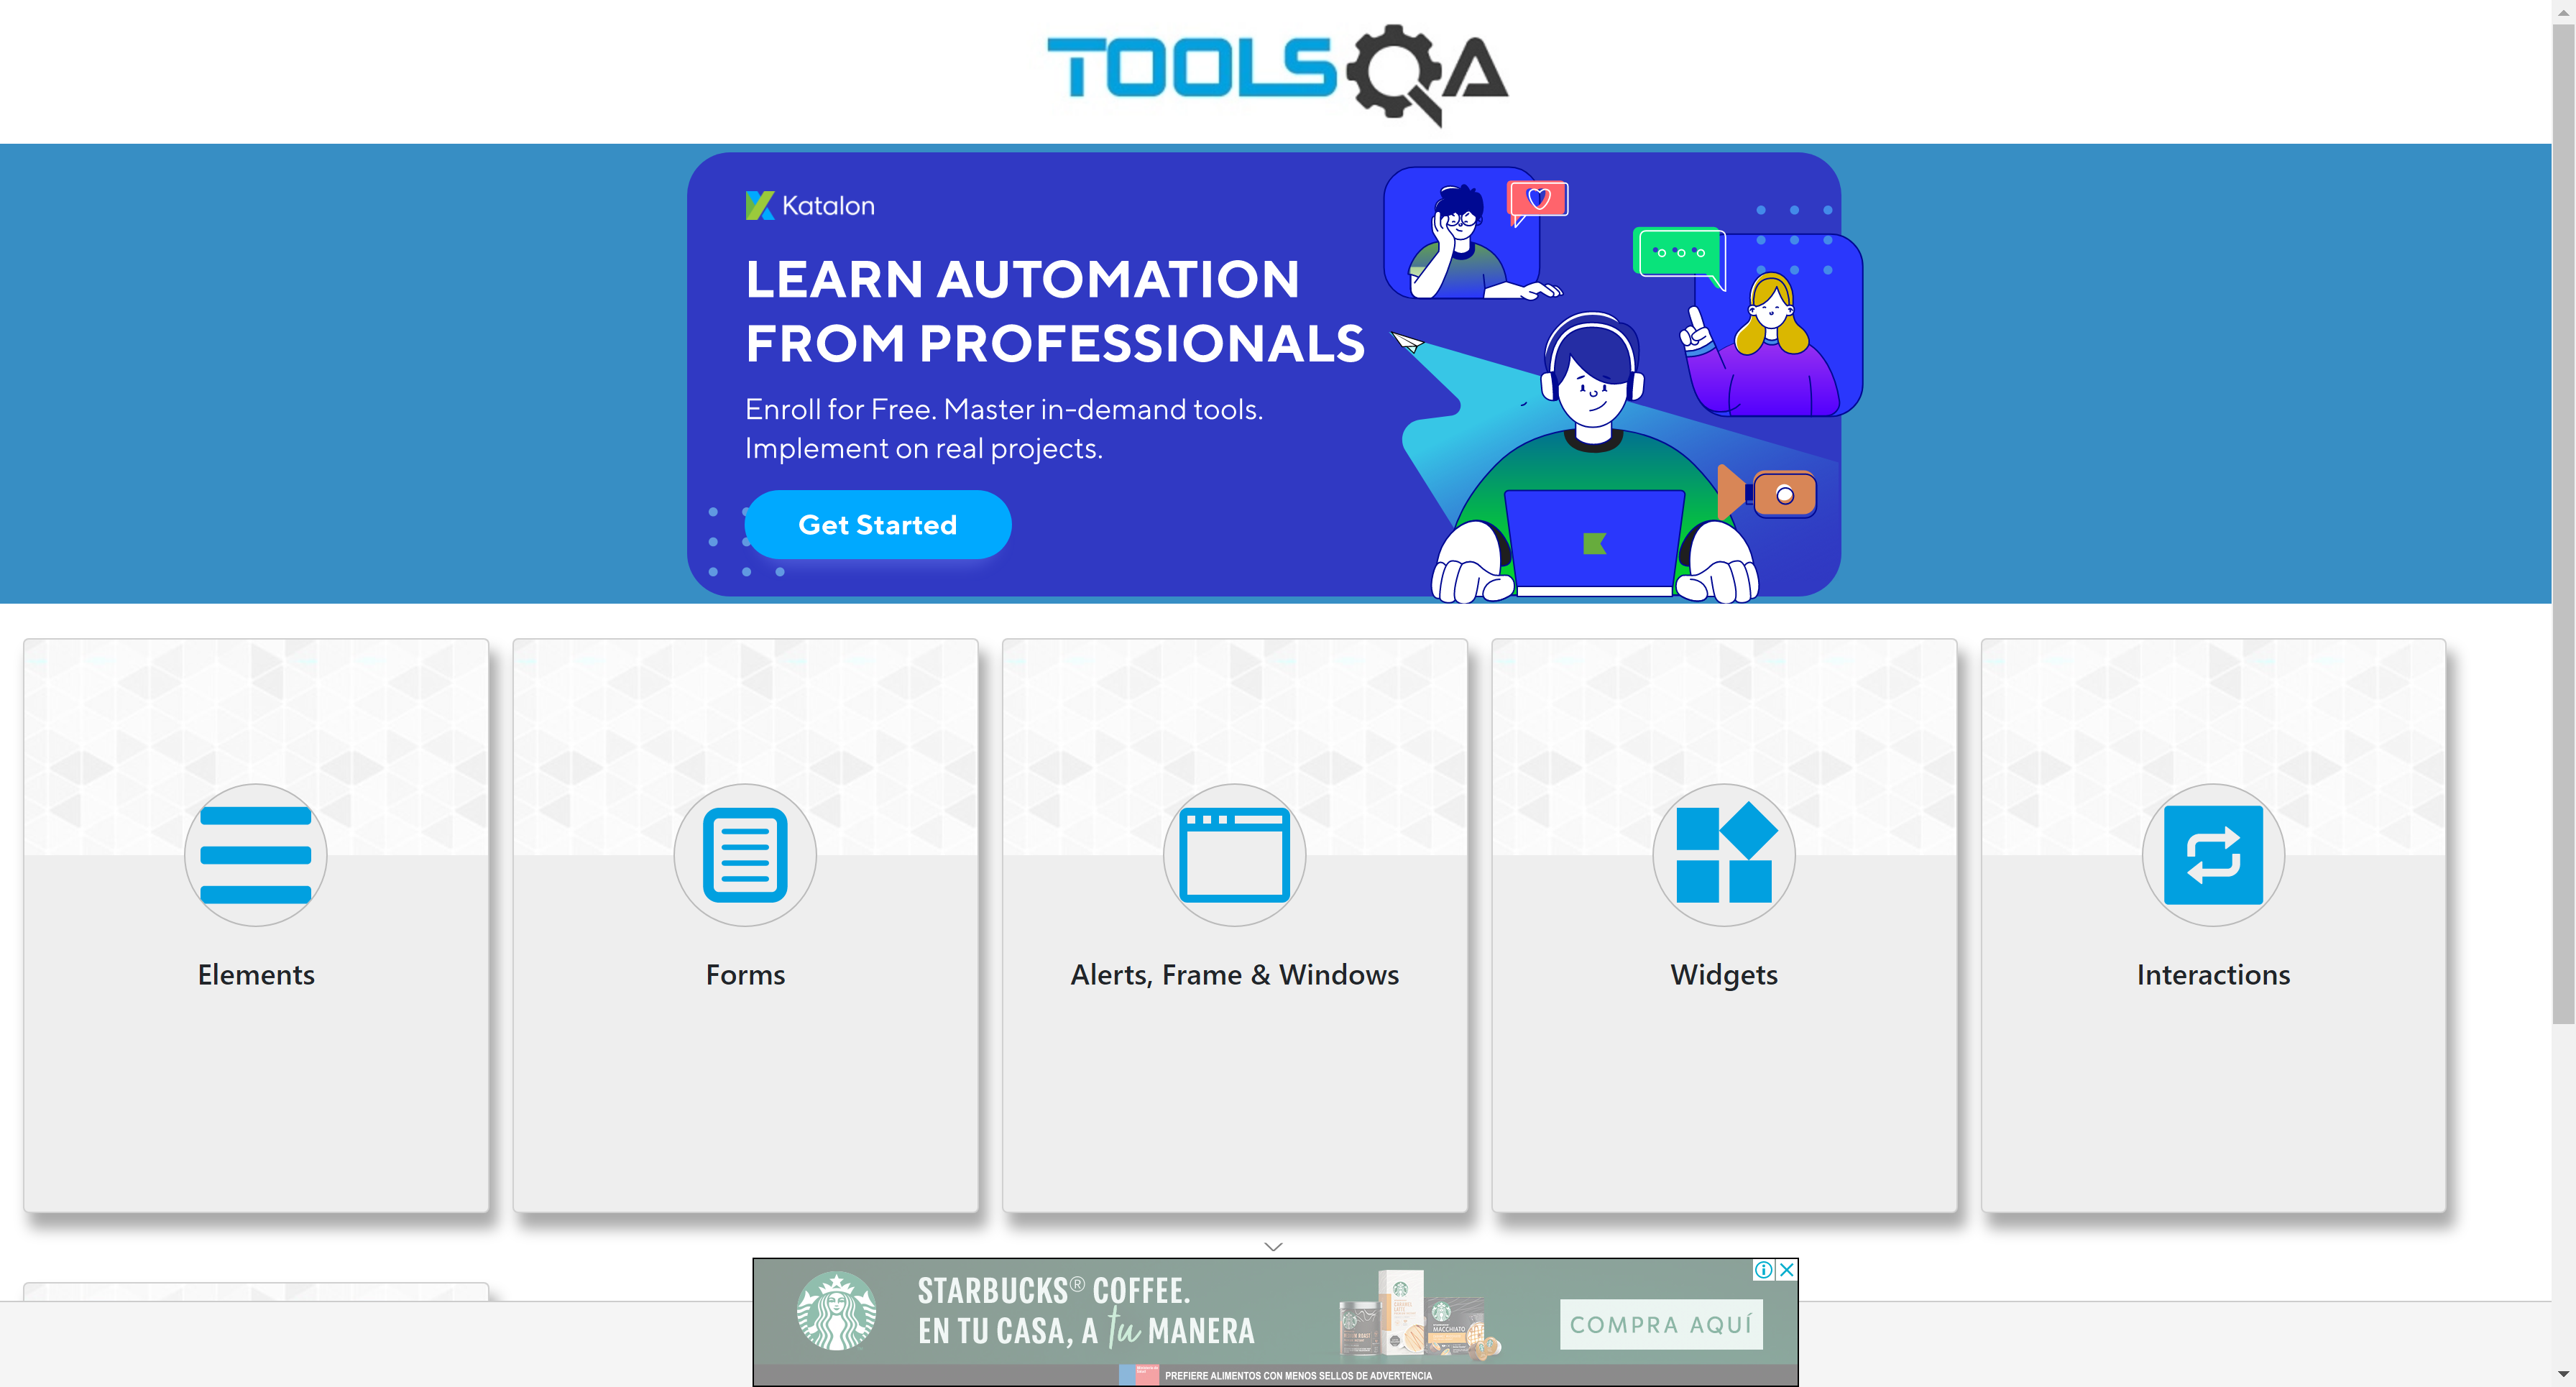 TOOLSQA
Katalon
LEARN AUTOMATION
FROM PROFESSIONALS
Enroll for Free. Master in-demand tools.
Implement on real projects.
Get Started
Elements
Forms
Alerts, Frame & Windows
Widgets
Interactions
STARBUCKS® COFFEE.
EN TU CASA, A tu MANERA
MACCHIATO
COMPRA AQUÍ
PREFIERE ALIMENTOS CON MENOS SELLOS DE ADVERTENCIA